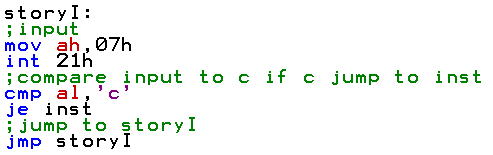 storyI:
;input
mov ah,07h
int 21h
;compare input to c if c jump to inst
cmp al,'c'
je inst
;jump to storyI
jmp storyI